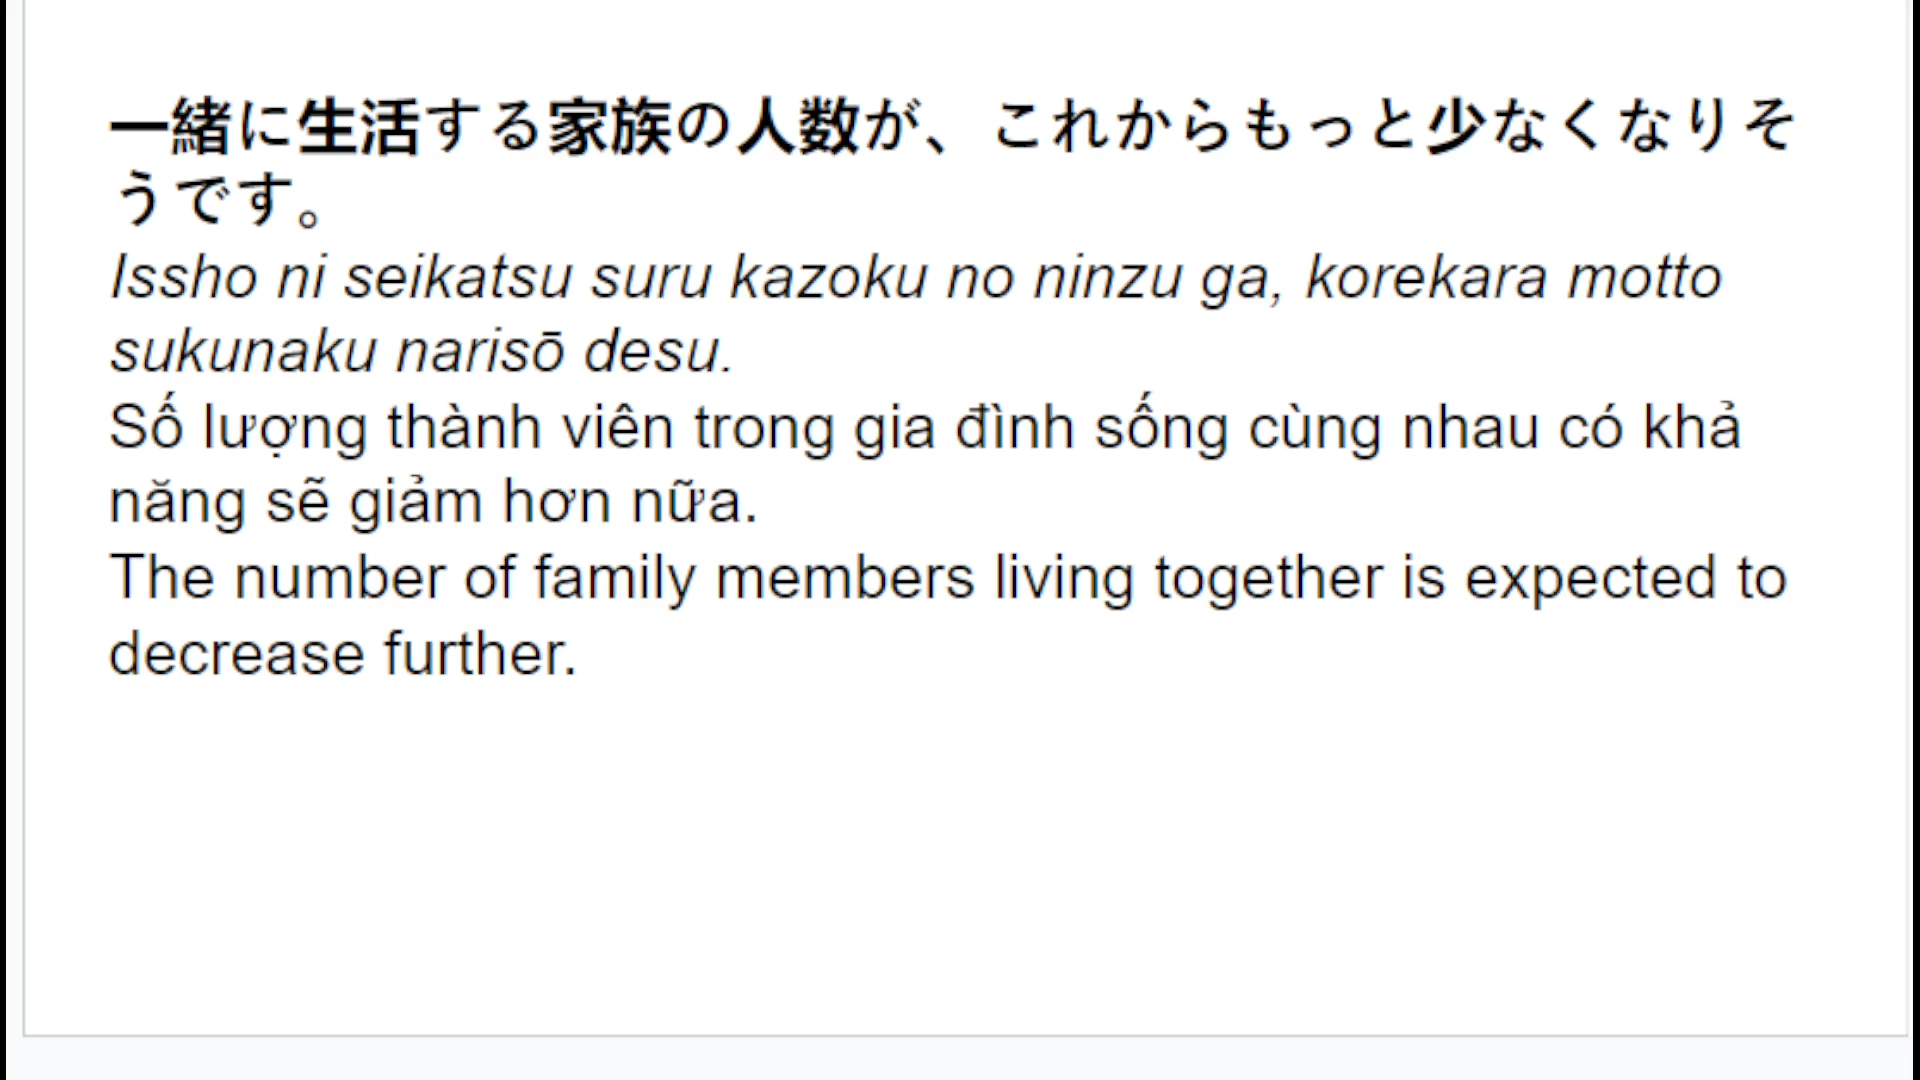 一緒に生活する家族の人数が、これからもっと少なくなりそ
うです。
Issho ni seikatsu suru kazoku no ninzu ga, korekara motto
sukunaku narisō desu.
Số lượng thành viên trong gia đình sống cùng nhau có khả
năng sẽ giảm hơn nữa.
The number of family members living together is expected to
decrease further.